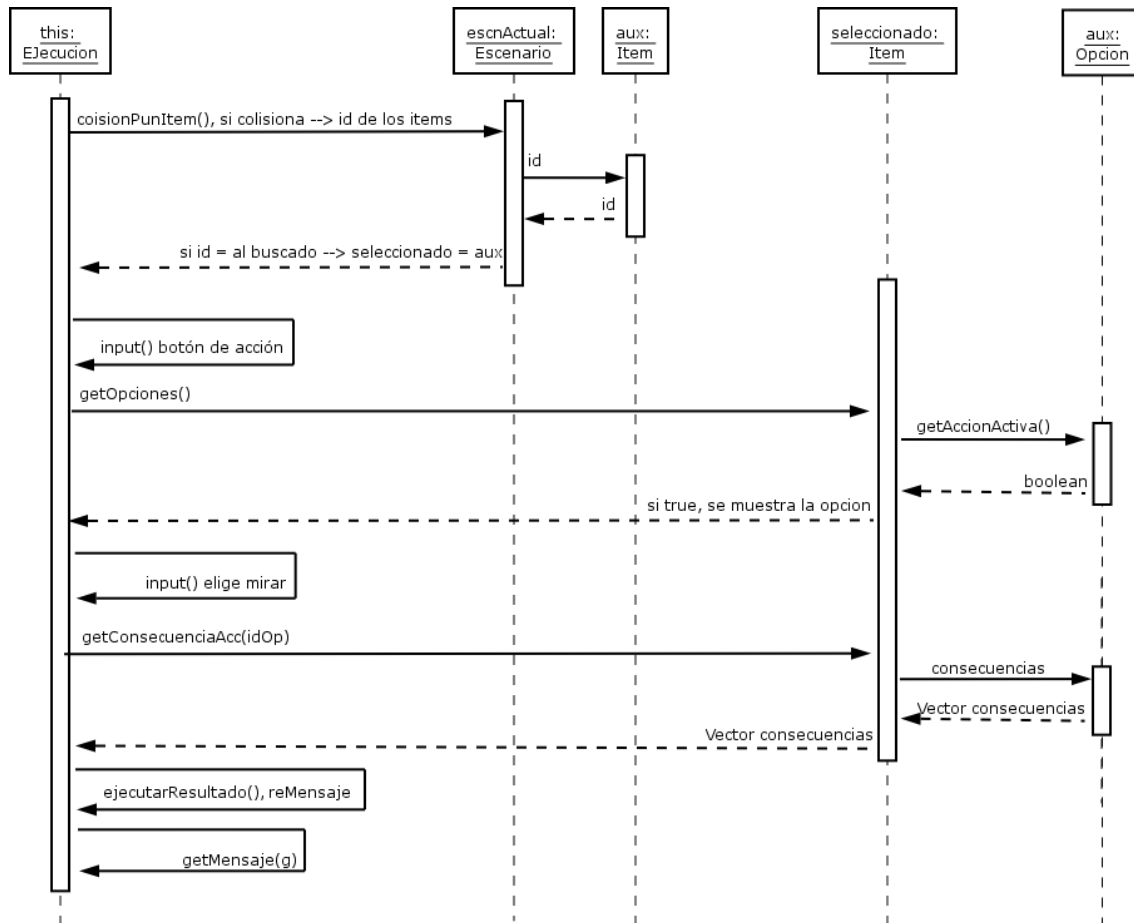 this:
EJecucion
escnActual:
Escenario
aux:
Item
seleccionado:
Item
aux:
Opcion
coisionPunItem(), si colisiona --> id de los items
id
id
si id = al buscado --> seleccionado = aux
input() botón de acción
getOpciones()
getAccionActiva()
boolean
si true, se muestra la opcion
input() elige mirar
getConsecuenciaAcc(idOp)
consecuencias
Vector consecuencias
Vector consecuencias
ejecutarResultado(), reMensaje
getMensaje(g)